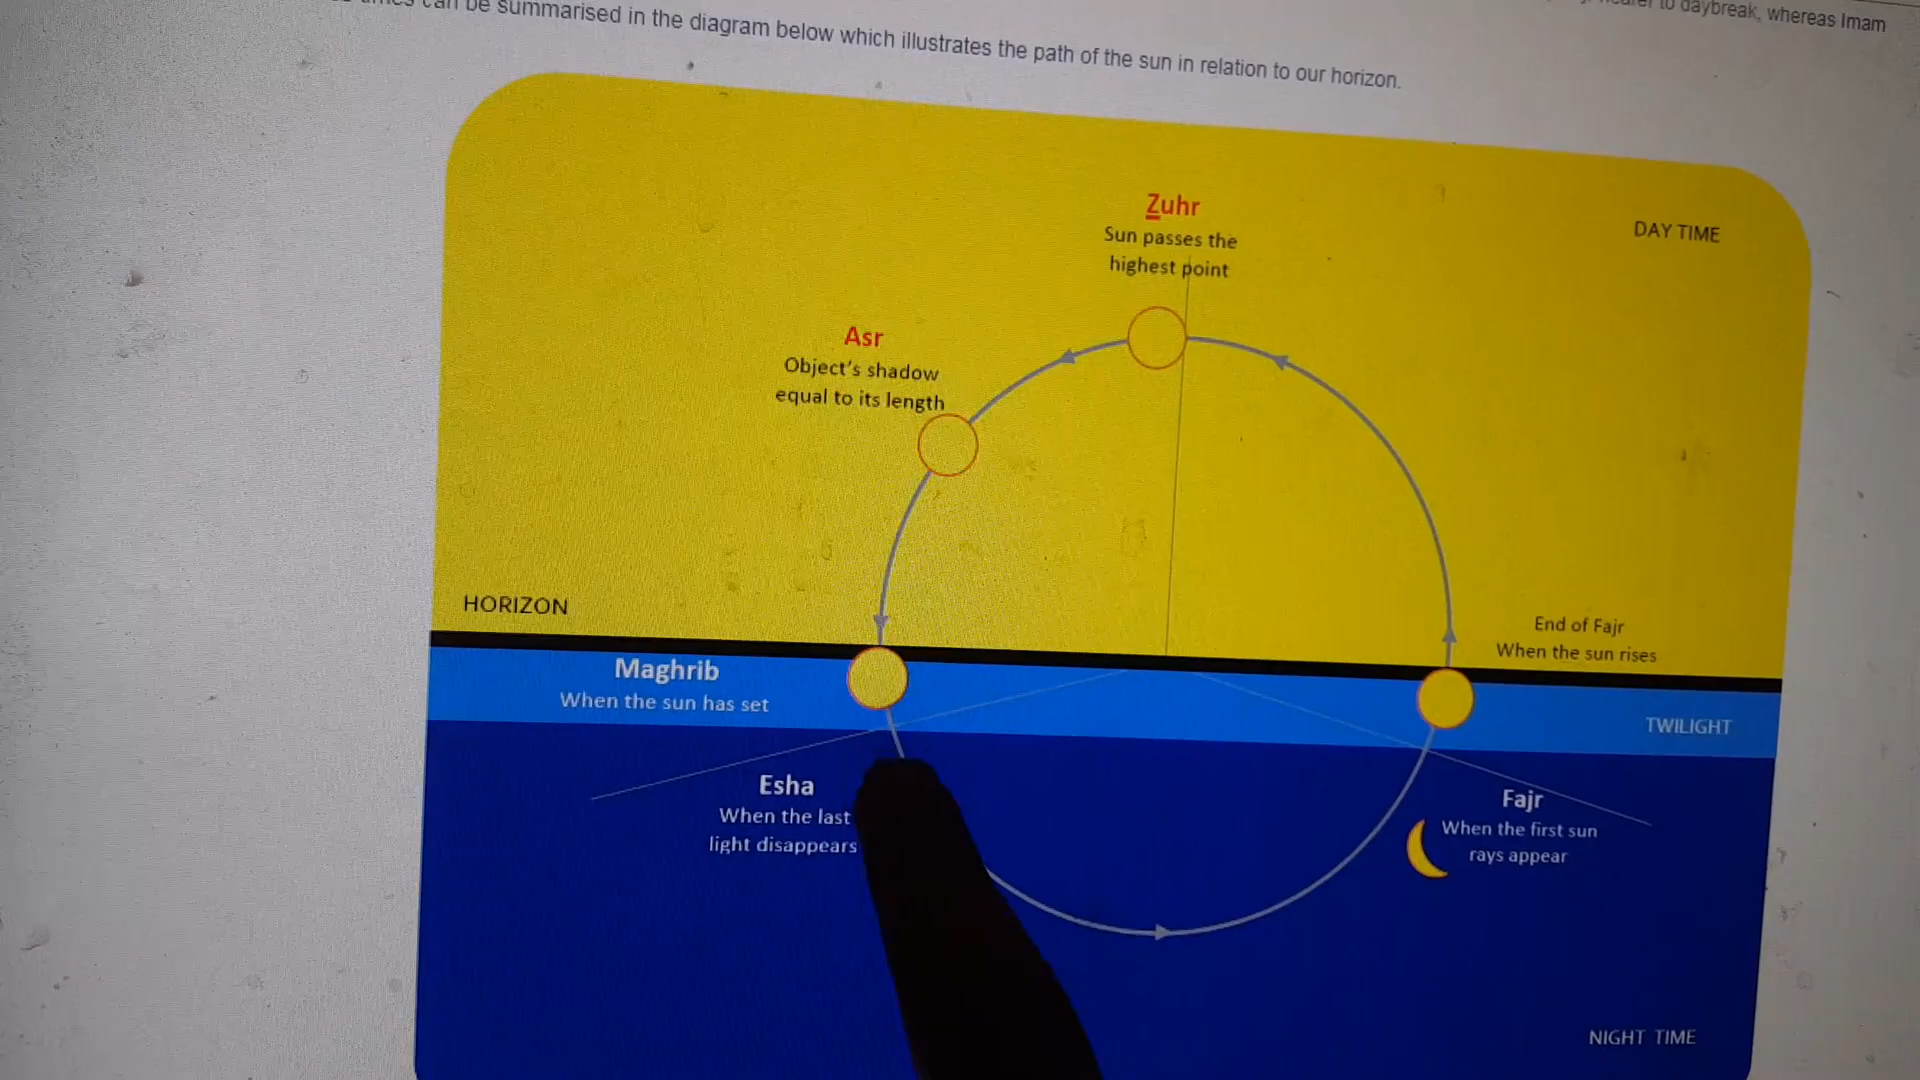 can be summarised in the diagram below which illustrates the path of the sun in relation to our horizon.
to daybreak, whereas Imam
Zuhr
Sun passes the
highest point
DAY TIME
Asr
Object's shadow
equal to its length
HORIZON
End of Fajr
When the sun rises
Maghrib
When the sun has set
TWILIGHT
Esha
When the last
light disappears
Fajr
When the first sun
rays appear
NIGHT TIME